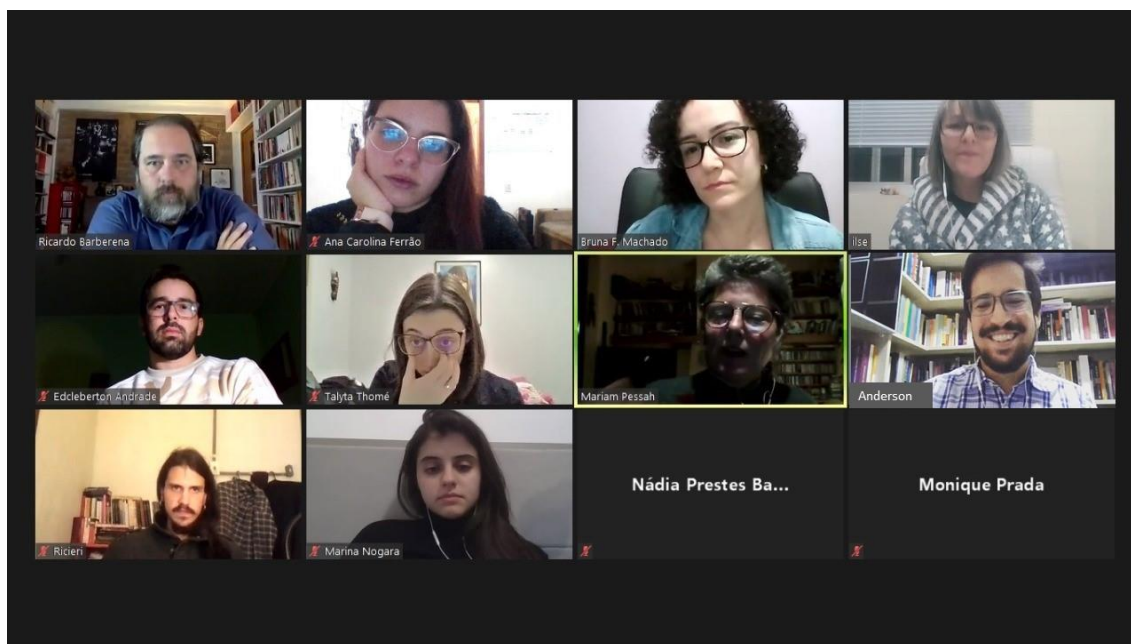 Ricardo Barberena
Ana Carolina Ferrão
Bruna F. Machado
ilse
Edcleberton Andrade
Talyta Thomé
Mariam Pessah
Anderson
Ricieri
Marina Nogara
Nádia Prestes Ba...
Monique Prada